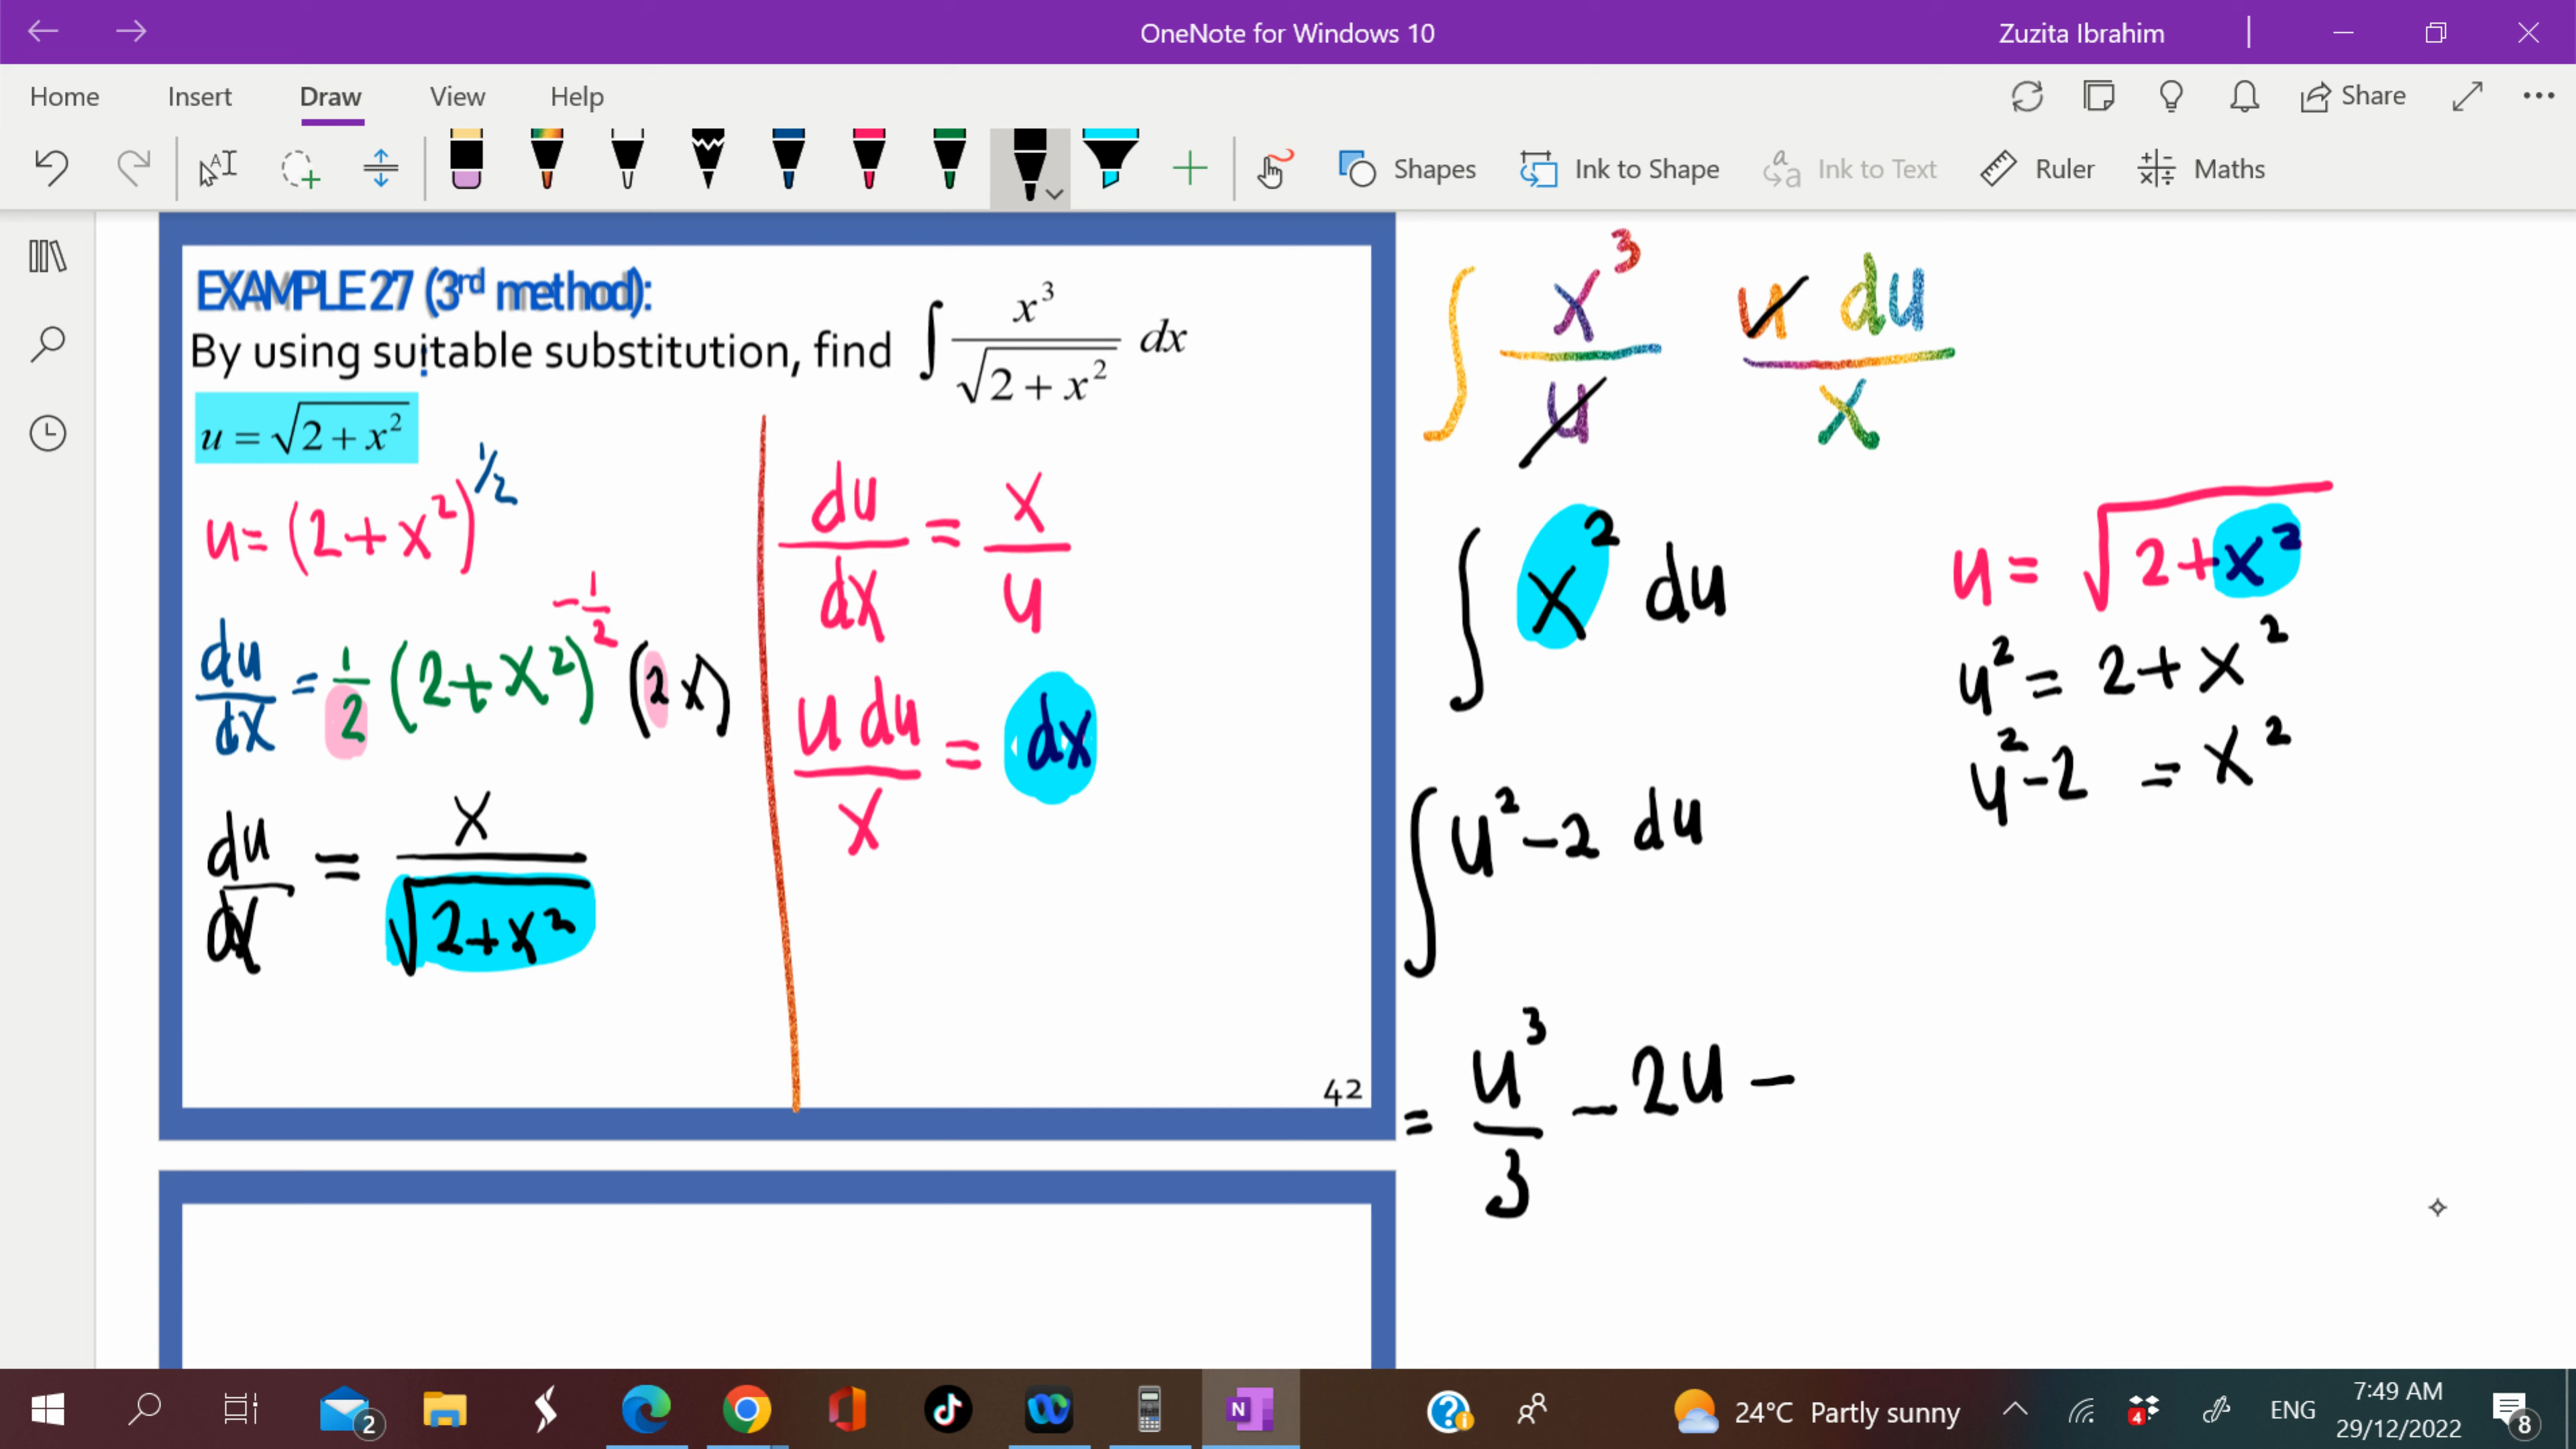 OneNote for Windows 10
Zuzita Ibrahim
Home Insert Draw View Help
Share
Shapes Ink to Shape Ink to Text Ruler Maths
EXAMPLE 27 (3rd method):
By using suitable substitution, find ∫ x³/√(2 + x²) dx
u = √(2 + x²)
u = (2 + x²)^1/2
du/dx = 1/2 (2 + x²)^-1/2 (2x)
du/dx = x/√(2 + x²)
du/dx = x/u
u du/x = dx
42
∫ x³/u u du/x
∫ x² du
∫ u² - 2 du
= u³/3 - 2u -
u = √(2 + x²)
u² = 2 + x²
u² - 2 = x²
2
24°C Partly sunny
4
ENG
7:49 AM
29/12/2022
8